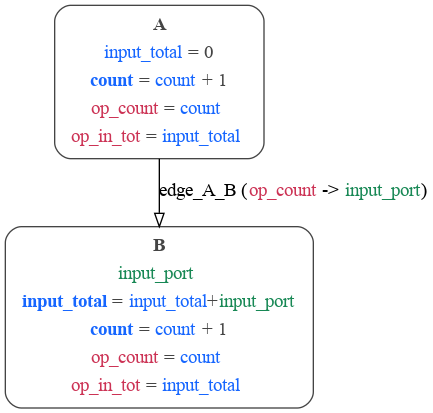 A
input_total = 0
count = count + 1
op_count = count
op_in_tot = input_total
edge_A_B (op_count -> input_port)
B
input_port
input_total = input_total+input_port
count = count + 1
op_count = count
op_in_tot = input_total